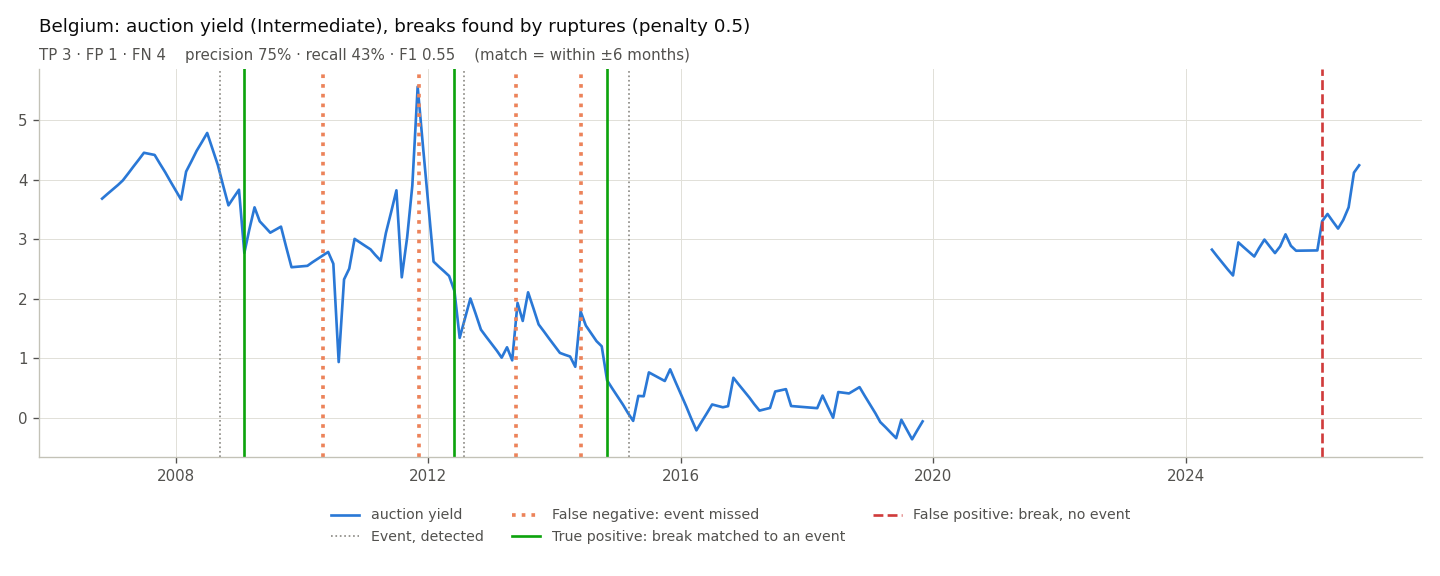 Belgium: auction yield (Intermediate), breaks found by ruptures (penalty 0.5)
TP 3 · FP 1 · FN 4    precision 75% · recall 43% · F1 0.55    (match = within ±6 months)
5
4
3
2
1
0
2008 2012 2016 2020 2024
auction yield
Event, detected
False negative: event missed
True positive: break matched to an event
False positive: break, no event